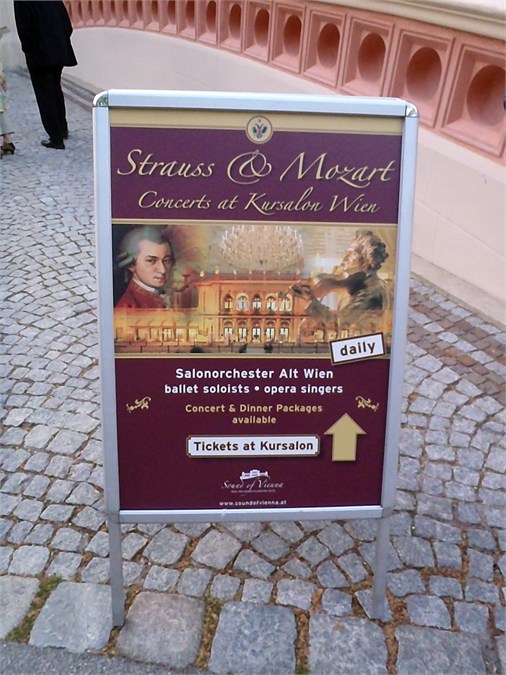 Strauss & Mozart
Concerts at Kursalon Wien
daily
Salonorchester Alt Wien
ballet soloists • opera singers
Concert & Dinner Packages
available
Tickets at Kursalon
Sound of Vienna
www.soundofvienna.at